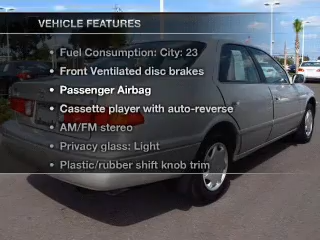 VEHICLE FEATURES
• Fuel Consumption: City: 23
• Front Ventilated disc brakes
• Passenger Airbag
• Cassette player with auto-reverse
• AM/FM stereo
• Privacy glass: Light
• Plastic/rubber shift knob trim